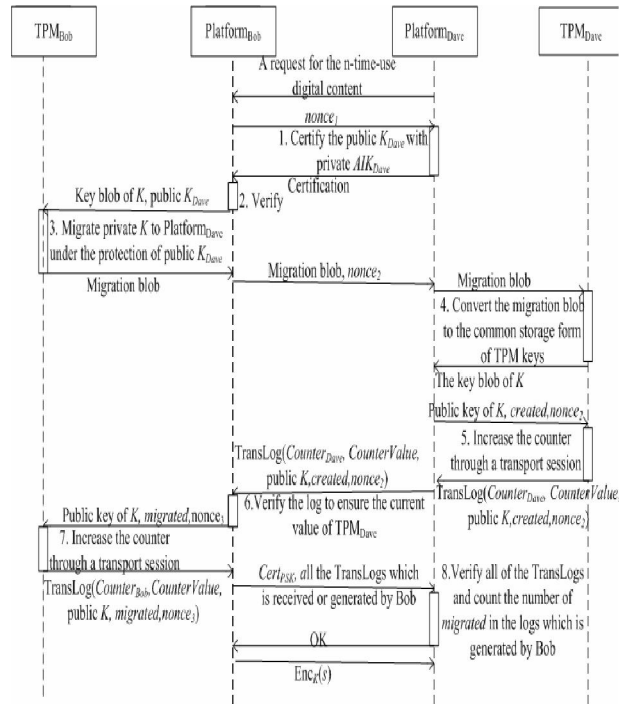 TPM_Bob
Platform_Bob
Platform_Dave
TPM_Dave
A request for the n-time-use
digital content
nonce_1
1. Certify the public K_Dave with
private AIK_Dave
Certification
Key blob of K, public K_Dave
2. Verify
3. Migrate private K to Platform_Dave
under the protection of public K_Dave
Migration blob
Migration blob, nonce_2
Migration blob
4. Convert the migration blob
to the common storage form
of TPM keys
The key blob of K
Public key of K, created,nonce_2
5. Increase the counter
through a transport session
TransLog(Counter_Dave, CounterValue,
public K,created,nonce_2)
TransLog(Counter_Dave, CounterValue,
public K,created,nonce_2)
6.Verify the log to ensure the current
value of TPM_Dave
Public key of K, migrated,nonce_3
7. Increase the counter
through a transport session
TransLog(Counter_Bob,CounterValue,
public K, migrated,nonce_3)
Cert_PSK, all the TransLogs which
is received or generated by Bob
8.Verify all of the TransLogs
and count the number of
migrated in the logs which is
generated by Bob
OK
Enc_K(s)